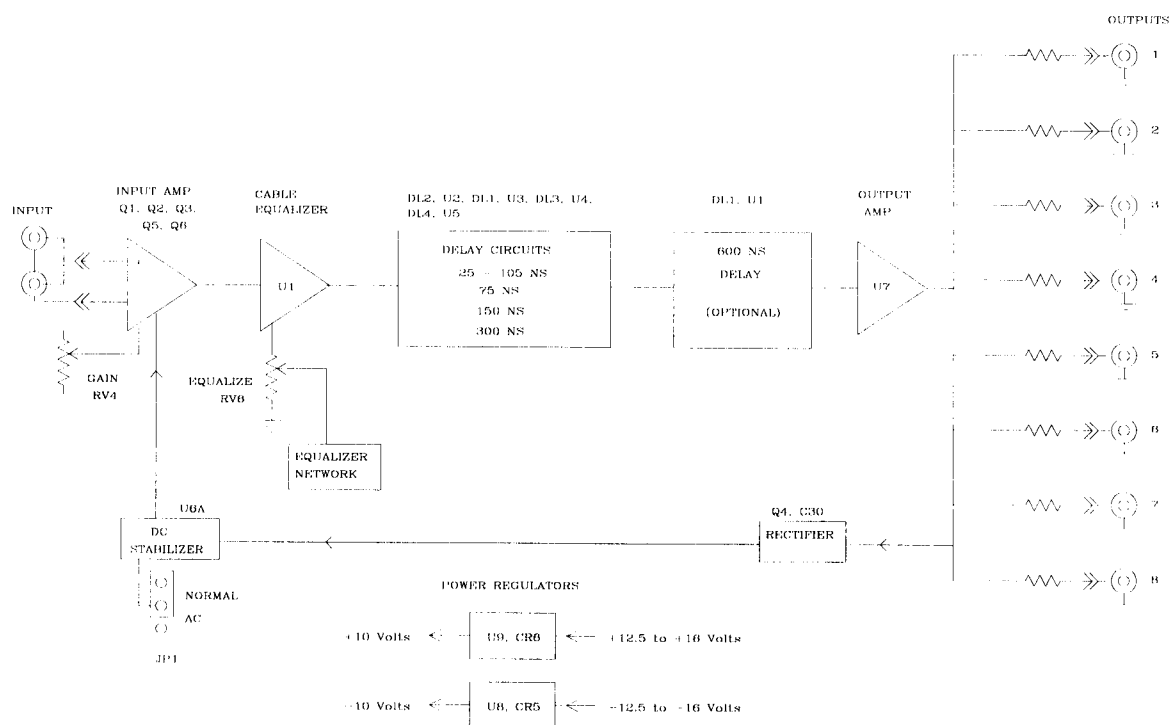 OUTPUTS
1
2
3
4
5
6
7
8
INPUT
INPUT AMP
Q1, Q2, Q3,
Q5, Q6
GAIN
RV4
CABLE
EQUALIZER
U1
EQUALIZE
RV6
EQUALIZER
NETWORK
DL2, U2, DL1, U3, DL3, U4,
DL4, U5
DELAY CIRCUITS
25 - 105 NS
75 NS
150 NS
300 NS
DL1, U1
600 NS
DELAY
(OPTIONAL)
OUTPUT
AMP
U7
U6A
DC
STABILIZER
NORMAL
AC
JP1
Q4, C30
RECTIFIER
POWER REGULATORS
+10 Volts
U9, CR6
+12.5 to +16 Volts
-10 Volts
U8, CR5
-12.5 to -16 Volts